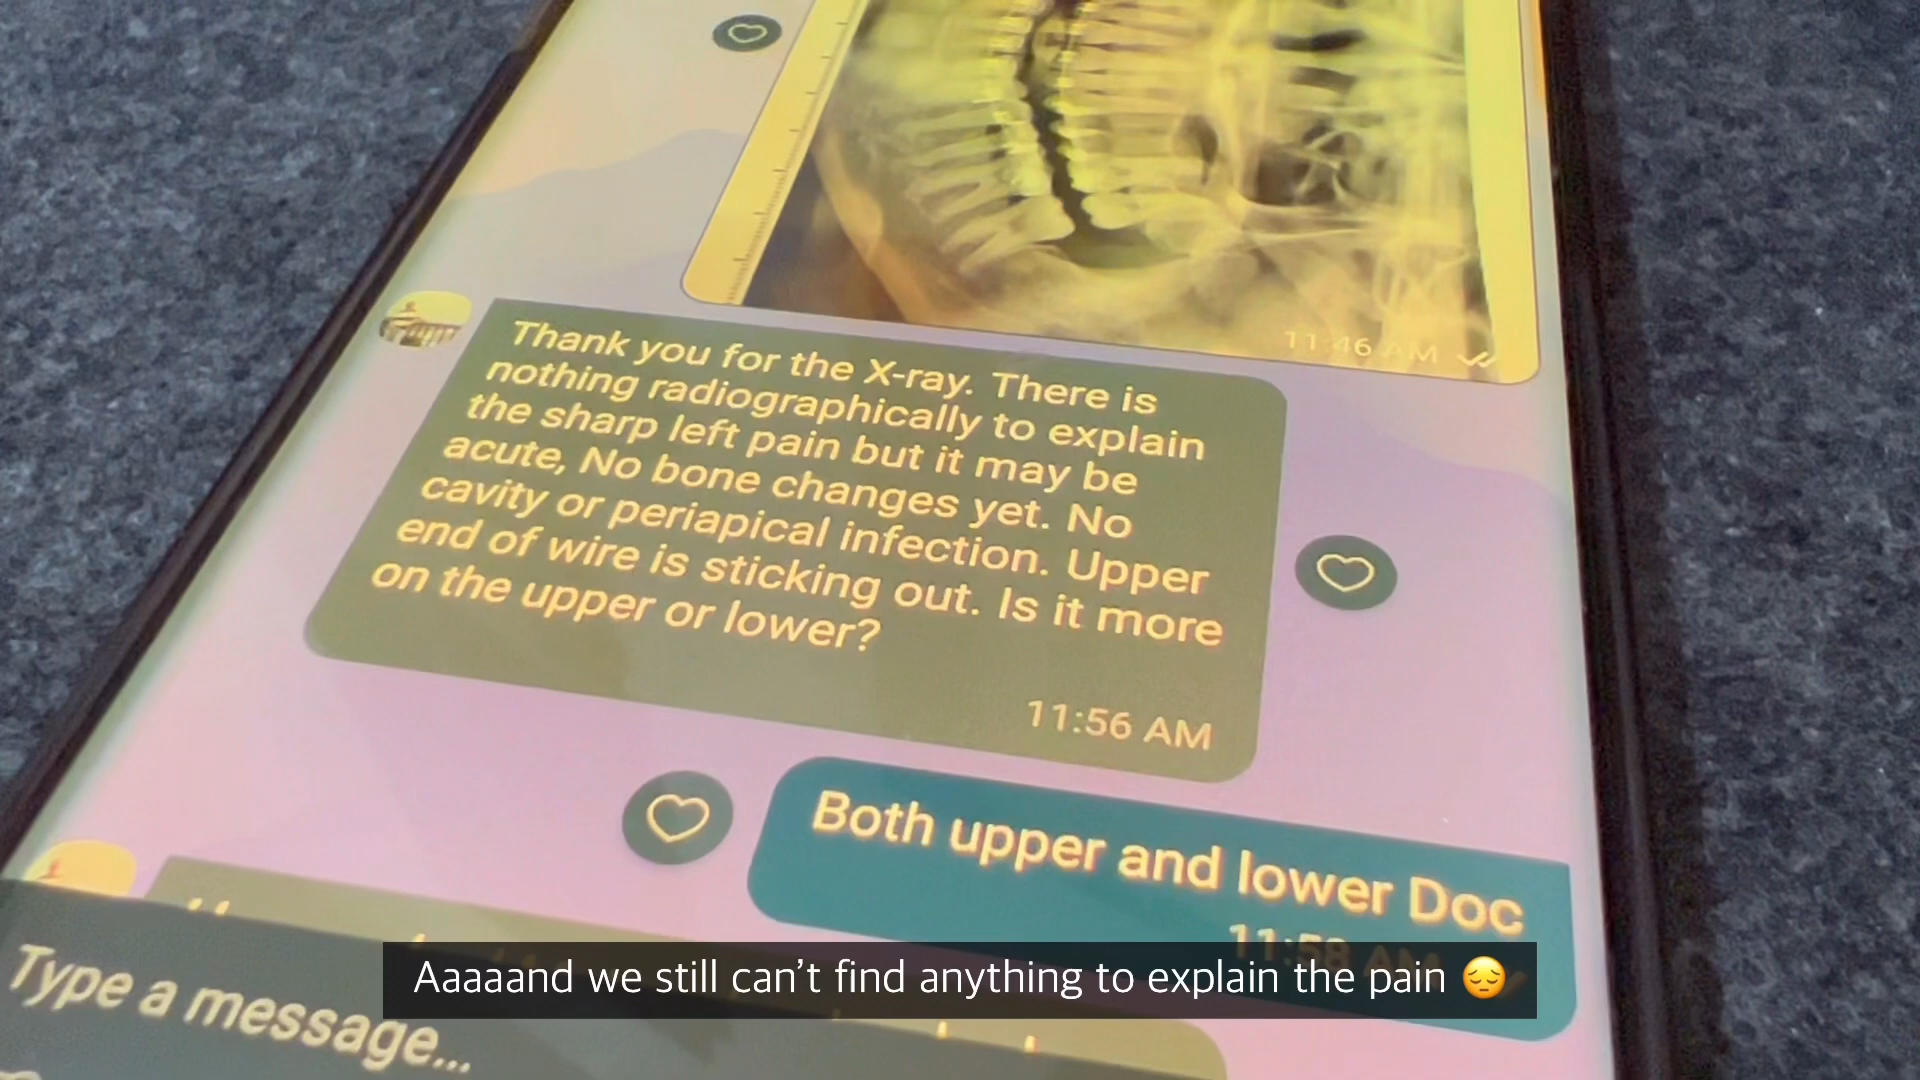 11:46 AM
Thank you for the X-ray. There is
nothing radiographically to explain
the sharp left pain but it may be
acute, No bone changes yet. No
cavity or periapical infection. Upper
end of wire is sticking out. Is it more
on the upper or lower?
11:56 AM
Both upper and lower Doc
11:58 AM
Type a message...
Aaaaand we still can’t find anything to explain the pain 😔